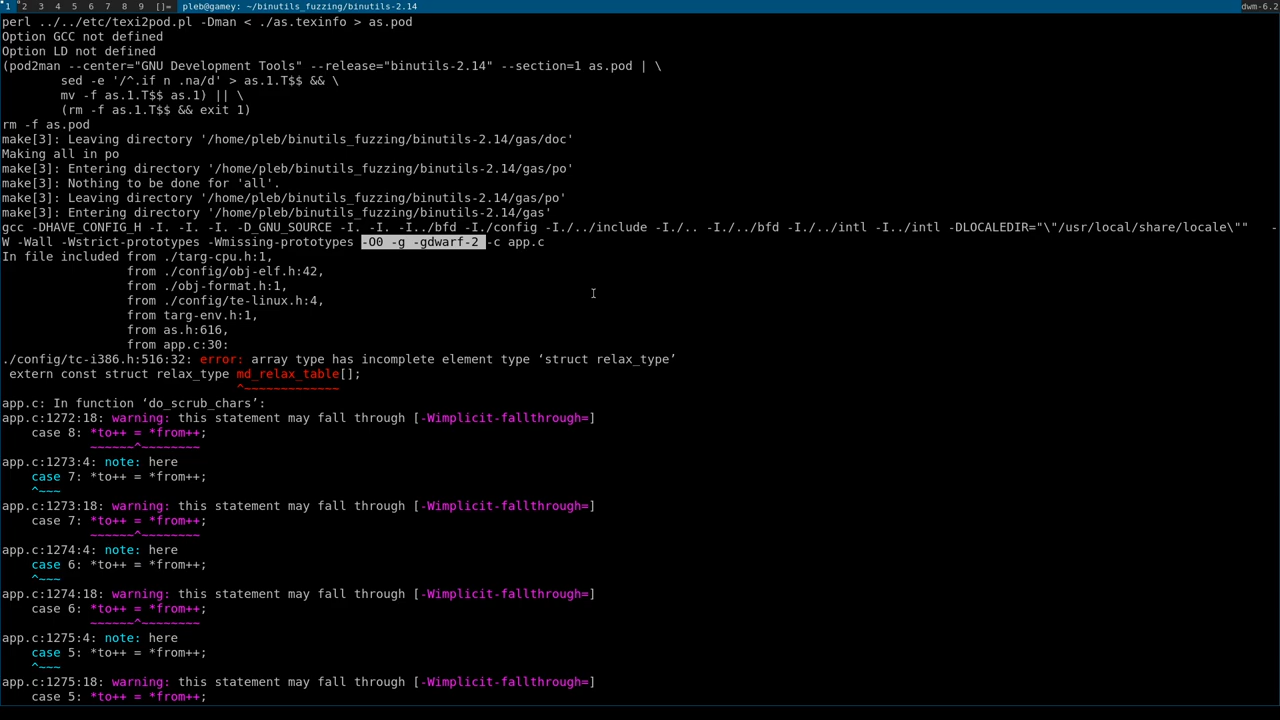 1 2 3 4 5 6 7 8 9 []= pleb@gamey: ~/binutils_fuzzing/binutils-2.14 dwm-6.2
perl ../../etc/texi2pod.pl -Dman < ./as.texinfo > as.pod
Option GCC not defined
Option LD not defined
(pod2man --center="GNU Development Tools" --release="binutils-2.14" --section=1 as.pod | \
        sed -e '/^.if n .na/d' > as.1.T$$ && \
        mv -f as.1.T$$ as.1) || \
        (rm -f as.1.T$$ && exit 1)
rm -f as.pod
make[3]: Leaving directory '/home/pleb/binutils_fuzzing/binutils-2.14/gas/doc'
Making all in po
make[3]: Entering directory '/home/pleb/binutils_fuzzing/binutils-2.14/gas/po'
make[3]: Nothing to be done for 'all'.
make[3]: Leaving directory '/home/pleb/binutils_fuzzing/binutils-2.14/gas/po'
make[3]: Entering directory '/home/pleb/binutils_fuzzing/binutils-2.14/gas'
gcc -DHAVE_CONFIG_H -I. -I. -I. -D_GNU_SOURCE -I. -I. -I../bfd -I./config -I./../include -I./.. -I./../bfd -I./../intl -I../intl -DLOCALEDIR="\"/usr/local/share/locale\""   -
W -Wall -Wstrict-prototypes -Wmissing-prototypes -O0 -g -gdwarf-2 -c app.c
In file included from ./targ-cpu.h:1,
                 from ./config/obj-elf.h:42,
                 from ./obj-format.h:1,
                 from ./config/te-linux.h:4,
                 from targ-env.h:1,
                 from as.h:616,
                 from app.c:30:
./config/tc-i386.h:516:32: error: array type has incomplete element type ‘struct relax_type’
 extern const struct relax_type md_relax_table[];
                                ^~~~~~~~~~~~~~
app.c: In function ‘do_scrub_chars’:
app.c:1272:18: warning: this statement may fall through [-Wimplicit-fallthrough=]
    case 8: *to++ = *from++;
            ~~~~~~^~~~~~~~~
app.c:1273:4: note: here
    case 7: *to++ = *from++;
    ^~~~
app.c:1273:18: warning: this statement may fall through [-Wimplicit-fallthrough=]
    case 7: *to++ = *from++;
            ~~~~~~^~~~~~~~~
app.c:1274:4: note: here
    case 6: *to++ = *from++;
    ^~~~
app.c:1274:18: warning: this statement may fall through [-Wimplicit-fallthrough=]
    case 6: *to++ = *from++;
            ~~~~~~^~~~~~~~~
app.c:1275:4: note: here
    case 5: *to++ = *from++;
    ^~~~
app.c:1275:18: warning: this statement may fall through [-Wimplicit-fallthrough=]
    case 5: *to++ = *from++;